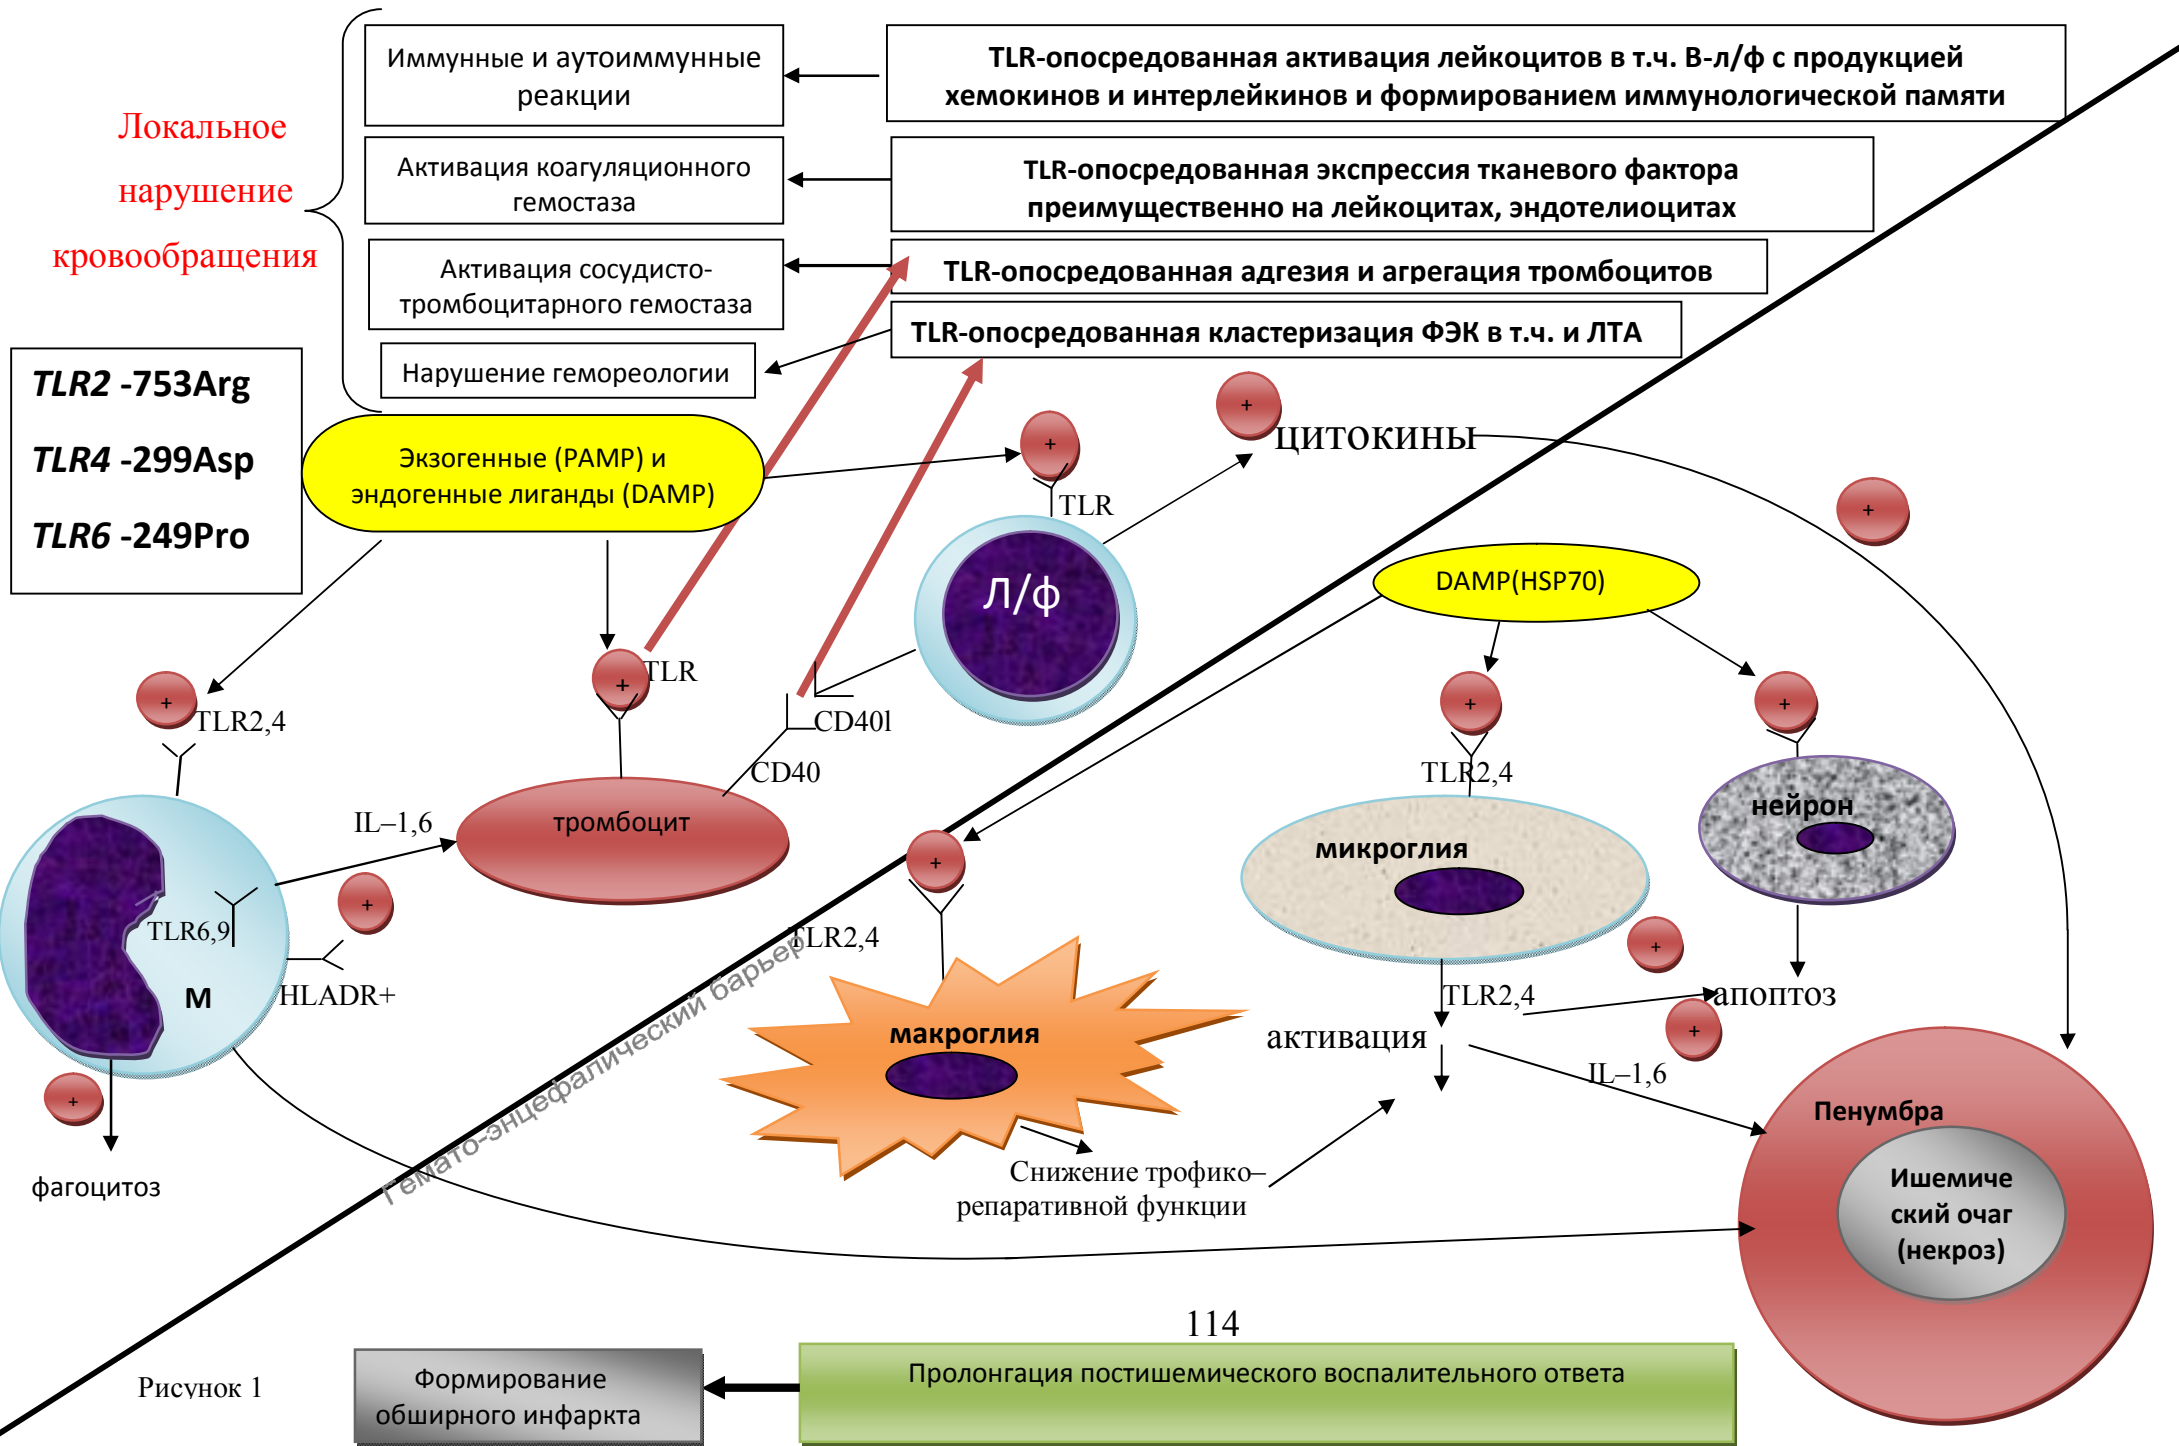 Локальное
нарушение
кровообращения
Иммунные и аутоиммунные
реакции
TLR-опосредованная активация лейкоцитов в т.ч. В-л/ф с продукцией
хемокинов и интерлейкинов и формированием иммунологической памяти
Активация коагуляционного
гемостаза
TLR-опосредованная экспрессия тканевого фактора
преимущественно на лейкоцитах, эндотелиоцитах
Активация сосудисто-
тромбоцитарного гемостаза
TLR-опосредованная адгезия и агрегация тромбоцитов
Нарушение гемореологии
TLR-опосредованная кластеризация ФЭК в т.ч. и ЛТА
TLR2 -753Arg
TLR4 -299Asp
TLR6 -249Pro
Экзогенные (PAMP) и
эндогенные лиганды (DAMP)
+
TLR
+
ЦИТОКИНЫ
+
Л/ф
DAMP(HSP70)
+
TLR2,4
+
TLR
CD40l
CD40
+
TLR2,4
+
нейрон
IL–1,6
тромбоцит
+
TLR2,4
микроглия
+
TLR6,9
М
+
HLADR+
Гемато-энцефалический барьер
макроглия
TLR2,4
активация
+
апоптоз
IL–1,6
+
фагоцитоз
Снижение трофико–
репаративной функции
Пенумбра
Ишемиче
ский очаг
(некроз)
114
Рисунок 1
Формирование
обширного инфаркта
Пролонгация постишемического воспалительного ответа